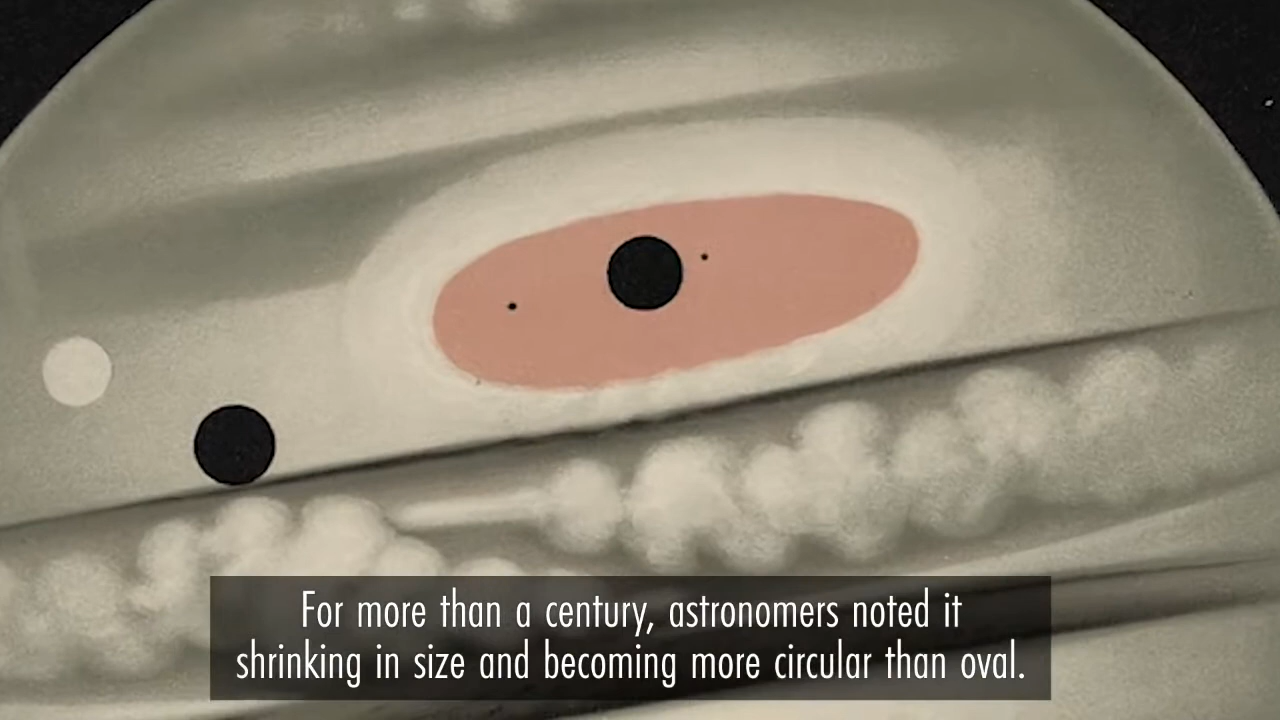 For more than a century, astronomers noted it
shrinking in size and becoming more circular than oval.